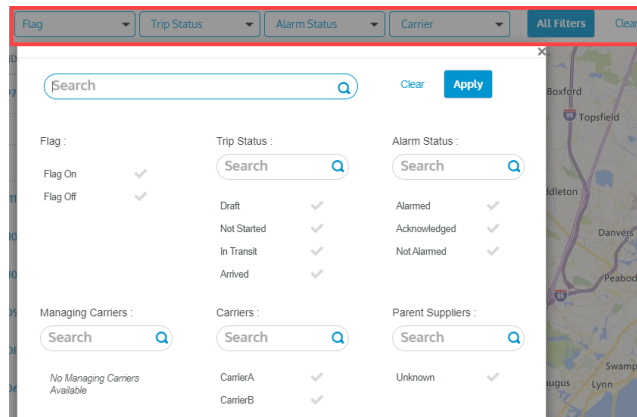 Flag Trip Status Alarm Status Carrier All Filters Clear
×
Search Clear Apply
Boxford
Topsfield
Flag : Trip Status : Alarm Status :
Search Search
Flag On
Flag Off
Draft Alarmed
Not Started Acknowledged
In Transit Not Alarmed
Arrived
Danvers
Peabod
Managing Carriers : Carriers : Parent Suppliers :
Search Search Search
No Managing Carriers
Available
CarrierA Unknown
CarrierB
Swamp
Lynn